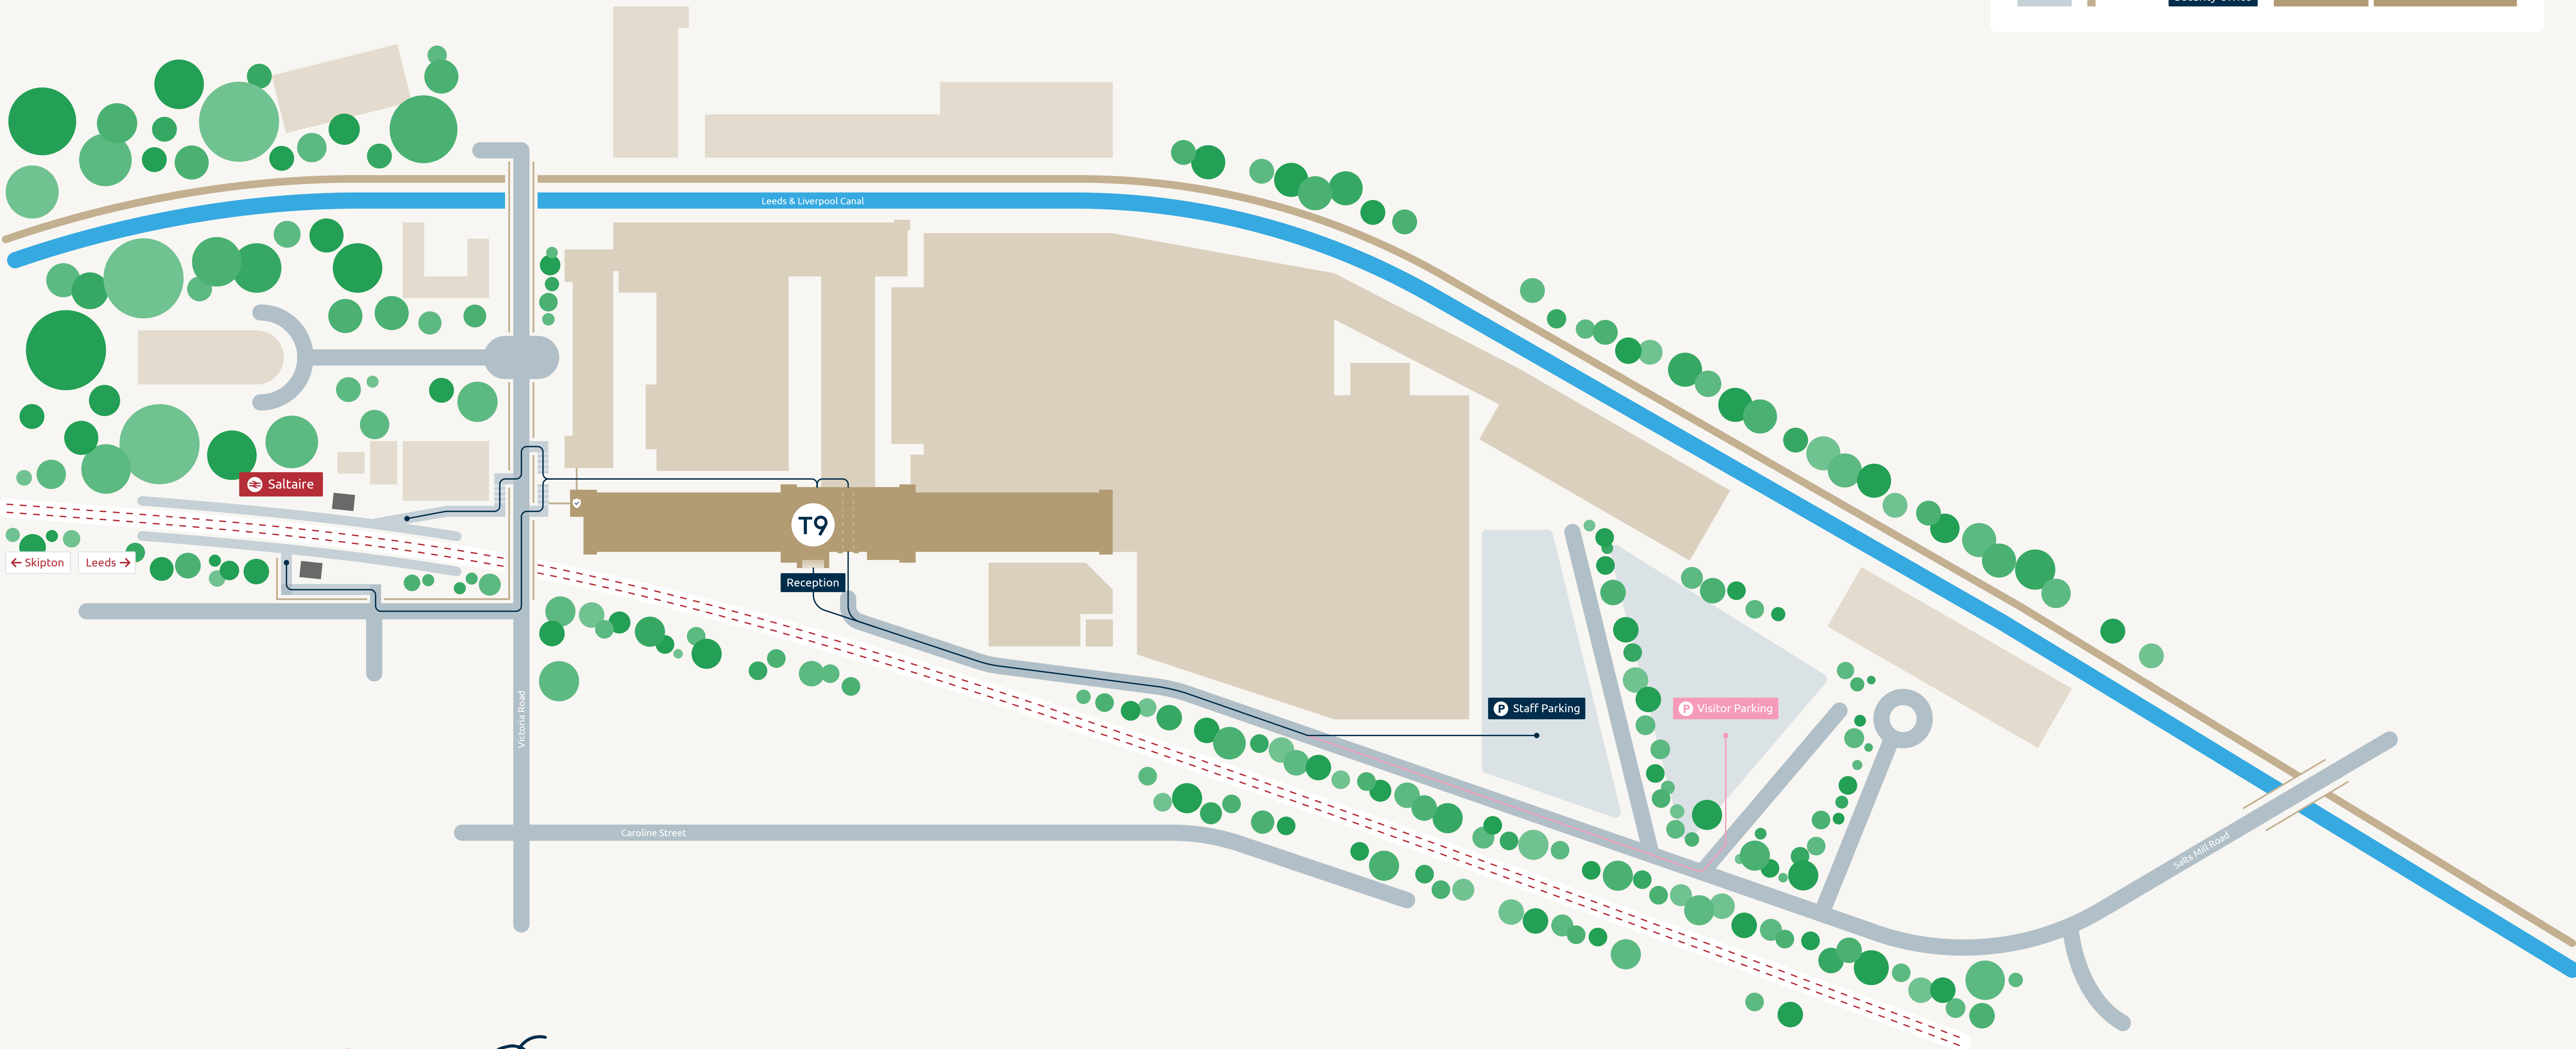 Leeds & Liverpool Canal
Saltaire
T9
← Skipton
Leeds →
Reception
P Staff Parking
P Visitor Parking
Victoria Road
Caroline Street
Salts Mill Road